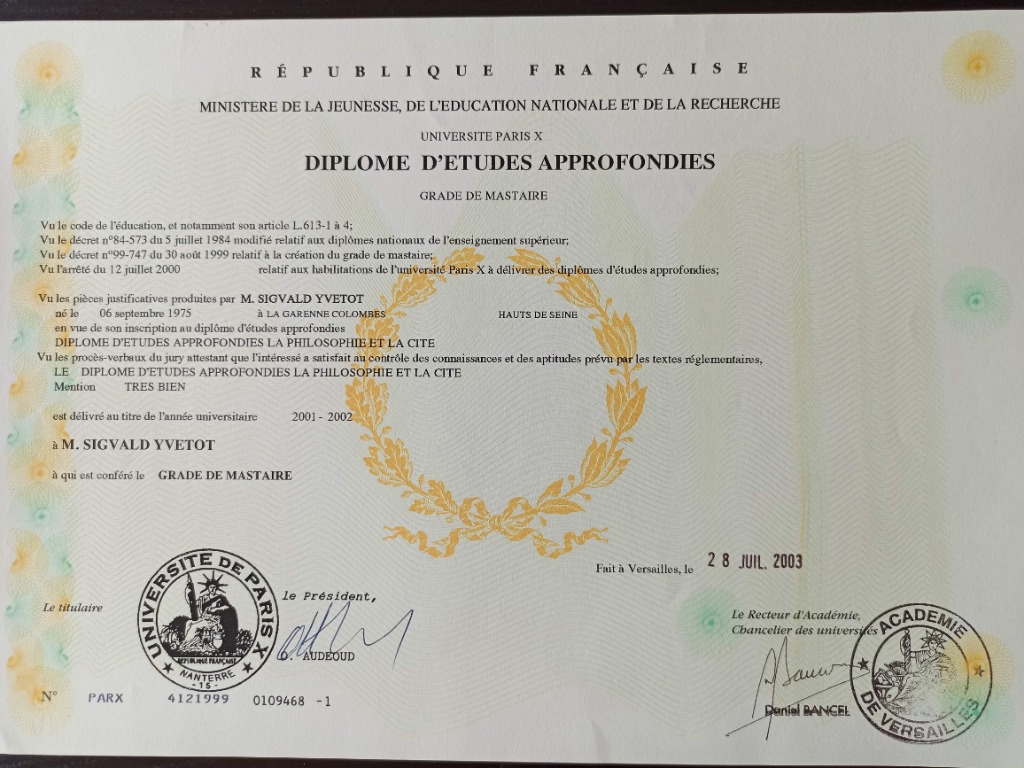 RÉPUBLIQUE FRANÇAISE
MINISTERE DE LA JEUNESSE, DE L'EDUCATION NATIONALE ET DE LA RECHERCHE
UNIVERSITE PARIS X
DIPLOME D'ETUDES APPROFONDIES
GRADE DE MASTAIRE
Vu le code de l'éducation, et notamment son article L.613-1 à 4;
Vu le décret n°84-573 du 5 juillet 1984 modifié relatif aux diplômes nationaux de l'enseignement supérieur;
Vu le décret n°99-747 du 30 août 1999 relatif à la création du grade de mastaire;
Vu l'arrêté du 12 juillet 2000 relatif aux habilitations de l'université Paris X à délivrer des diplômes d'études approfondies;
Vu les pièces justificatives produites par M. SIGVALD YVETOT
né le 06 septembre 1975 à LA GARENNE COLOMBES HAUTS DE SEINE
en vue de son inscription au diplôme d'études approfondies
DIPLOME D'ETUDES APPROFONDIES LA PHILOSOPHIE ET LA CITE
Vu les procès-verbaux du jury attestant que l'intéressé a satisfait au contrôle des connaissances et des aptitudes prévu par les textes réglementaires,
LE DIPLOME D'ETUDES APPROFONDIES LA PHILOSOPHIE ET LA CITE
Mention TRES BIEN
est délivré au titre de l'année universitaire 2001 - 2002
à M. SIGVALD YVETOT
à qui est conféré le GRADE DE MASTAIRE
Fait à Versailles, le 28 JUIL. 2003
Le titulaire
UNIVERSITE DE PARIS X
REPUBLIQUE FRANÇAISE
NANTERRE
- 15 -
le Président,
AUDEOUD
Le Recteur d'Académie,
Chancelier des universités
Daniel BANCEL
ACADEMIE
DE VERSAILLES
N° PARX 4121999 0109468 -1